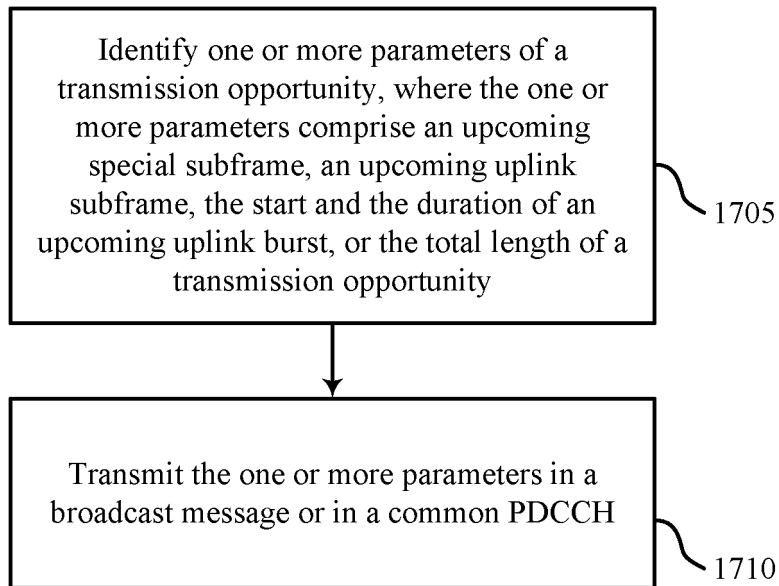 Identify one or more parameters of a
transmission opportunity, where the one or
more parameters comprise an upcoming
special subframe, an upcoming uplink
subframe, the start and the duration of an
upcoming uplink burst, or the total length of a
transmission opportunity
1705
Transmit the one or more parameters in a
broadcast message or in a common PDCCH
1710